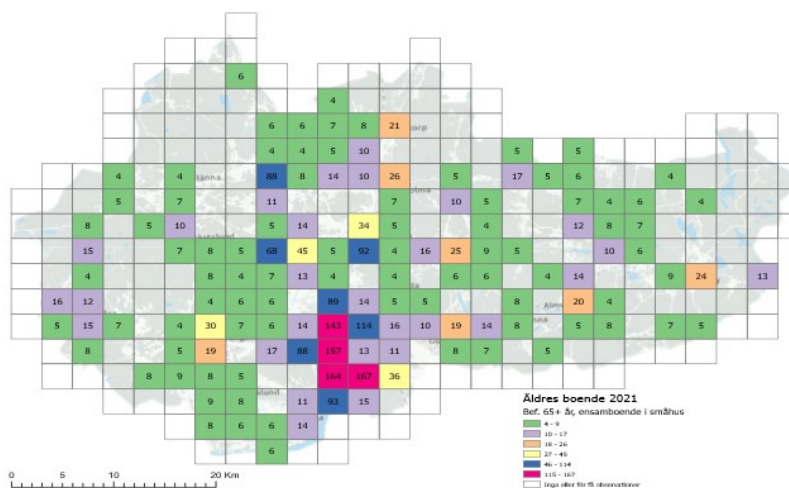 6
4
6 6 7 8 21
4 4 5 10 5 5
4 4 88 8 14 10 26 5 17 5 6 4
5 7 11 7 10 5 7 4 6 4
8 5 10 5 14 34 5 4 12 8 7
15 7 8 5 68 45 5 92 4 16 25 9 5 10 6
4 8 4 7 13 4 4 6 6 4 14 9 24 13
16 12 4 6 6 89 14 5 5 8 20 4
5 15 7 4 30 7 6 14 143 114 16 10 19 14 8 5 8 7 5
8 5 19 17 88 157 13 11 8 7 5
8 9 8 5 164 167 36
9 8 11 93 15
8 6 6 14
6
Äldres boende 2021
Bef. 65+ år, ensamboende i småhus
4 - 9
10 - 17
18 - 26
27 - 45
46 - 114
115 - 167
Inga eller för få observationer
0 5 10 20 Km